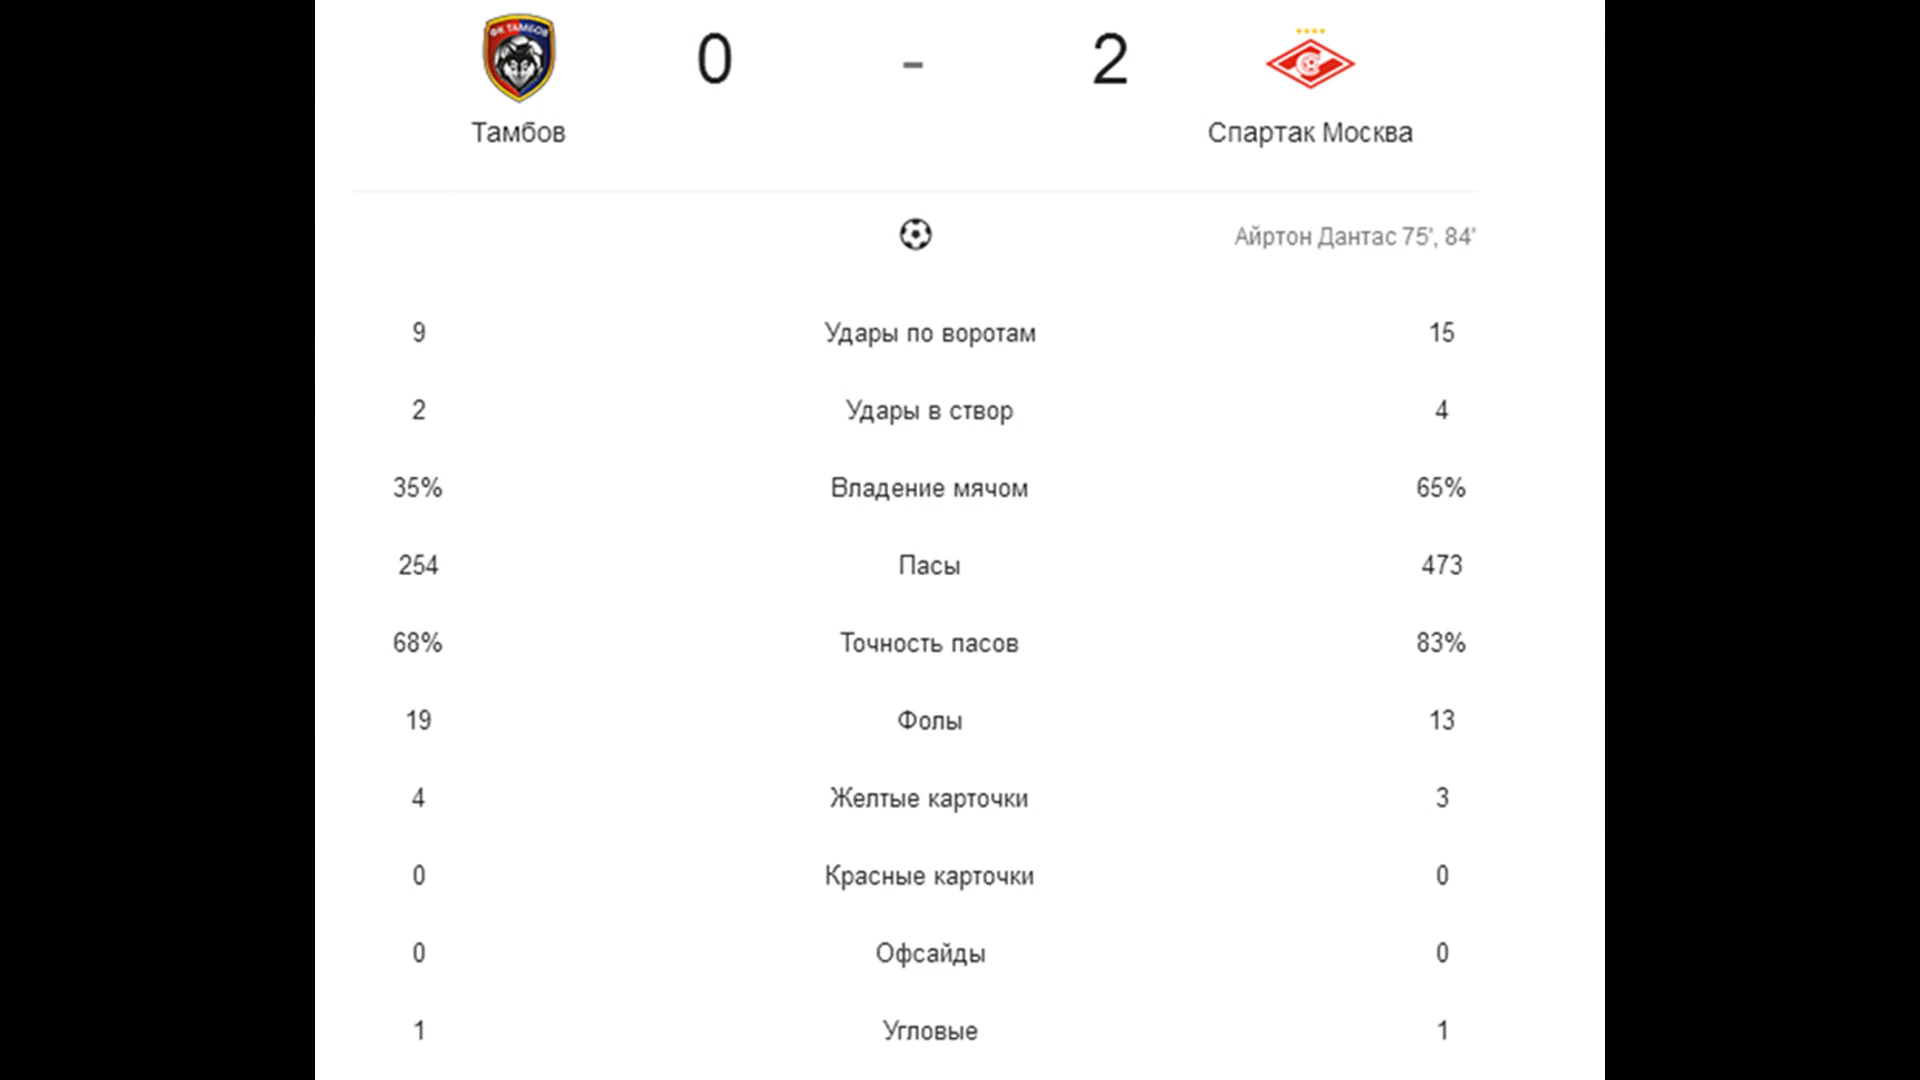 ФК ТАМБОВ
0 - 2
Тамбов Спартак Москва
Айртон Дантас 75', 84'
9 Удары по воротам 15
2 Удары в створ 4
35% Владение мячом 65%
254 Пасы 473
68% Точность пасов 83%
19 Фолы 13
4 Желтые карточки 3
0 Красные карточки 0
0 Офсайды 0
1 Угловые 1